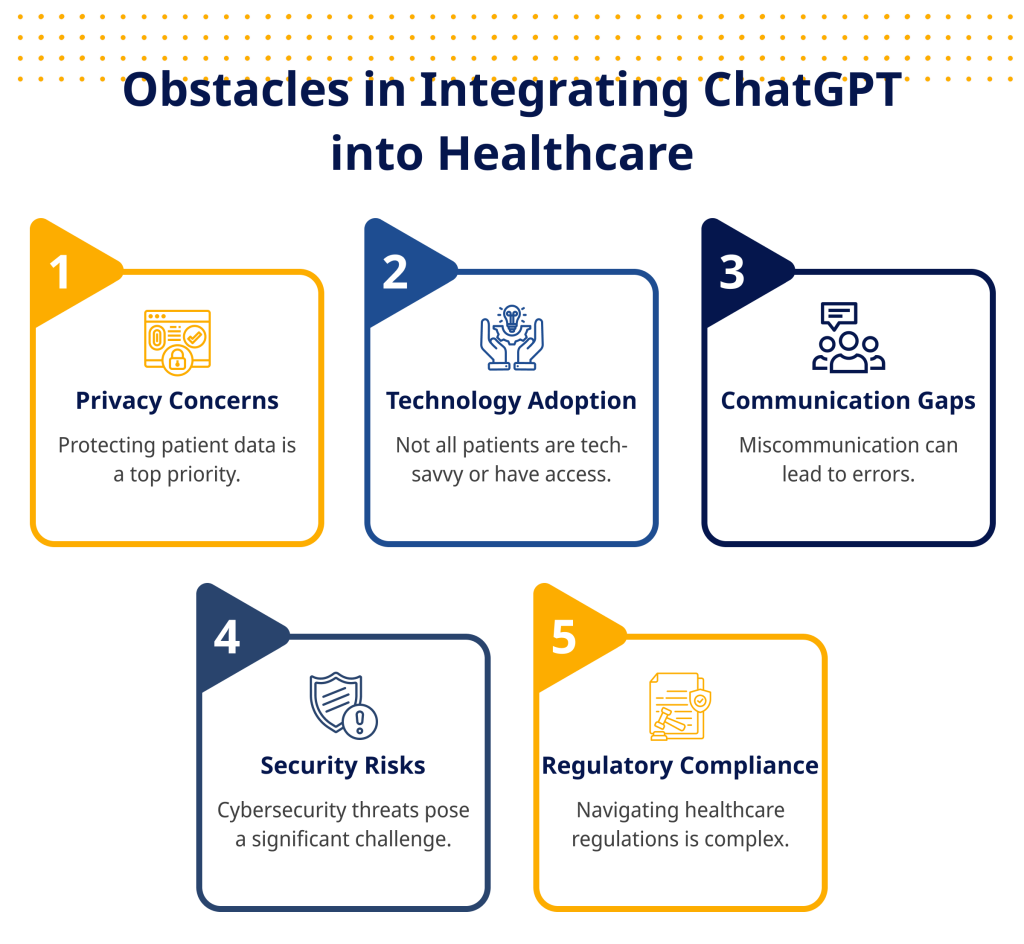 Obstacles in Integrating ChatGPT
into Healthcare
1
Privacy Concerns
Protecting patient data is
a top priority.
2
Technology Adoption
Not all patients are tech-
savvy or have access.
3
Communication Gaps
Miscommunication can
lead to errors.
4
Security Risks
Cybersecurity threats pose
a significant challenge.
5
Regulatory Compliance
Navigating healthcare
regulations is complex.